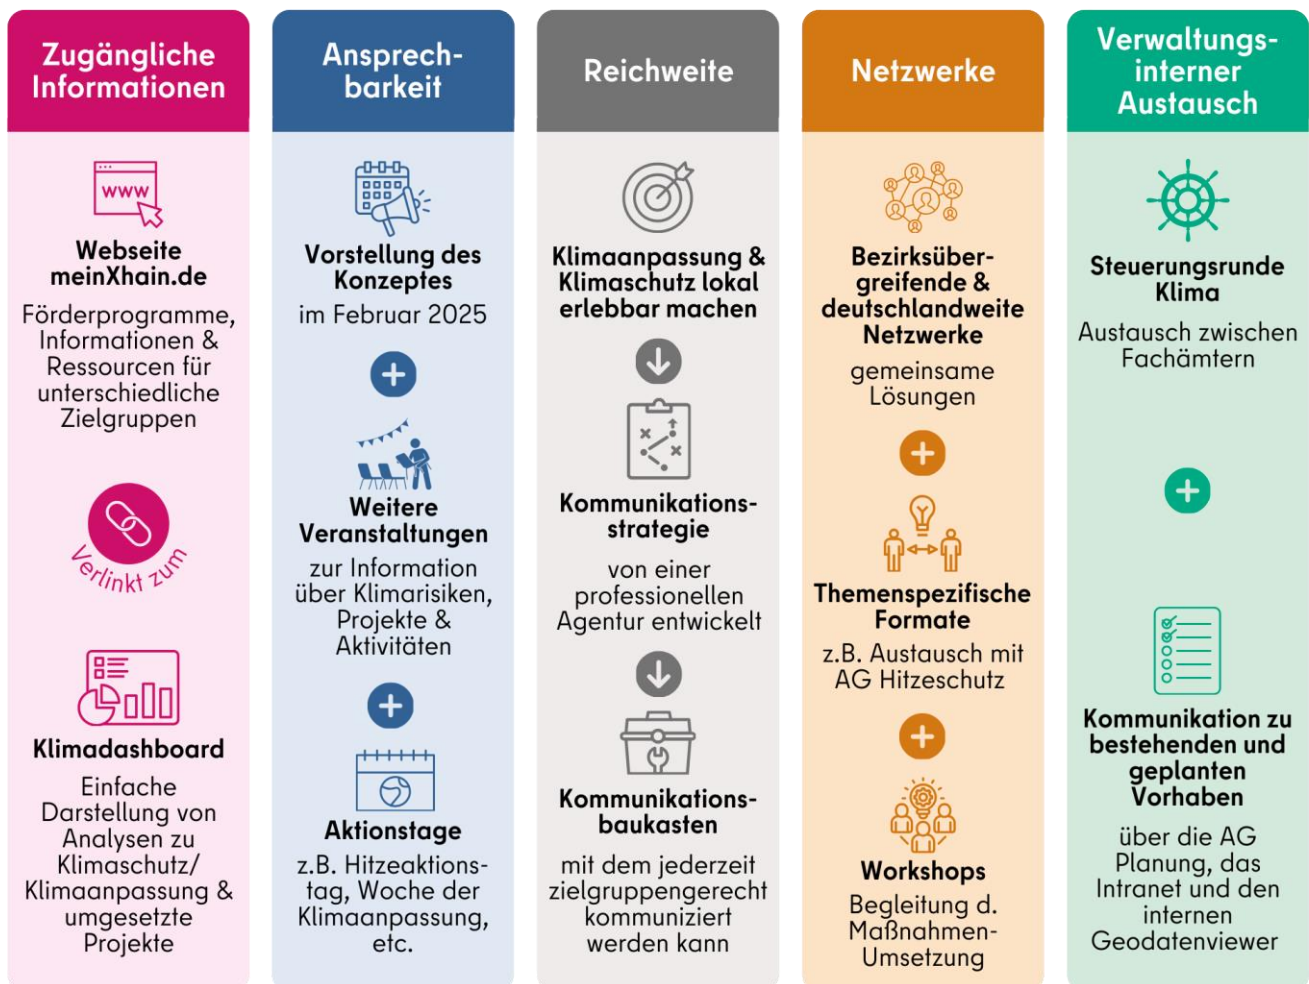 Zugängliche
Informationen
www
Webseite
meinXhain.de
Förderprogramme,
Informationen &
Ressourcen für
unterschiedliche
Zielgruppen
Verlinkt zum
Klimadashboard
Einfache
Darstellung von
Analysen zu
Klimaschutz/
Klimaanpassung &
umgesetzte
Projekte
Ansprech-
barkeit
Vorstellung des
Konzeptes
im Februar 2025
Weitere
Veranstaltungen
zur Information
über Klimarisiken,
Projekte &
Aktivitäten
Aktionstage
z.B. Hitzeaktions-
tag, Woche der
Klimaanpassung,
etc.
Reichweite
Klimaanpassung &
Klimaschutz lokal
erlebbar machen
Kommunikations-
strategie
von einer
professionellen
Agentur entwickelt
Kommunikations-
baukasten
mit dem jederzeit
zielgruppengerecht
kommuniziert
werden kann
Netzwerke
Bezirksüber-
greifende &
deutschlandweite
Netzwerke
gemeinsame
Lösungen
Themenspezifische
Formate
z.B. Austausch mit
AG Hitzeschutz
Workshops
Begleitung d.
Maßnahmen-
Umsetzung
Verwaltungs-
interner
Austausch
Steuerungsrunde
Klima
Austausch zwischen
Fachämtern
Kommunikation zu
bestehenden und
geplanten
Vorhaben
über die AG
Planung, das
Intranet und den
internen
Geodatenviewer